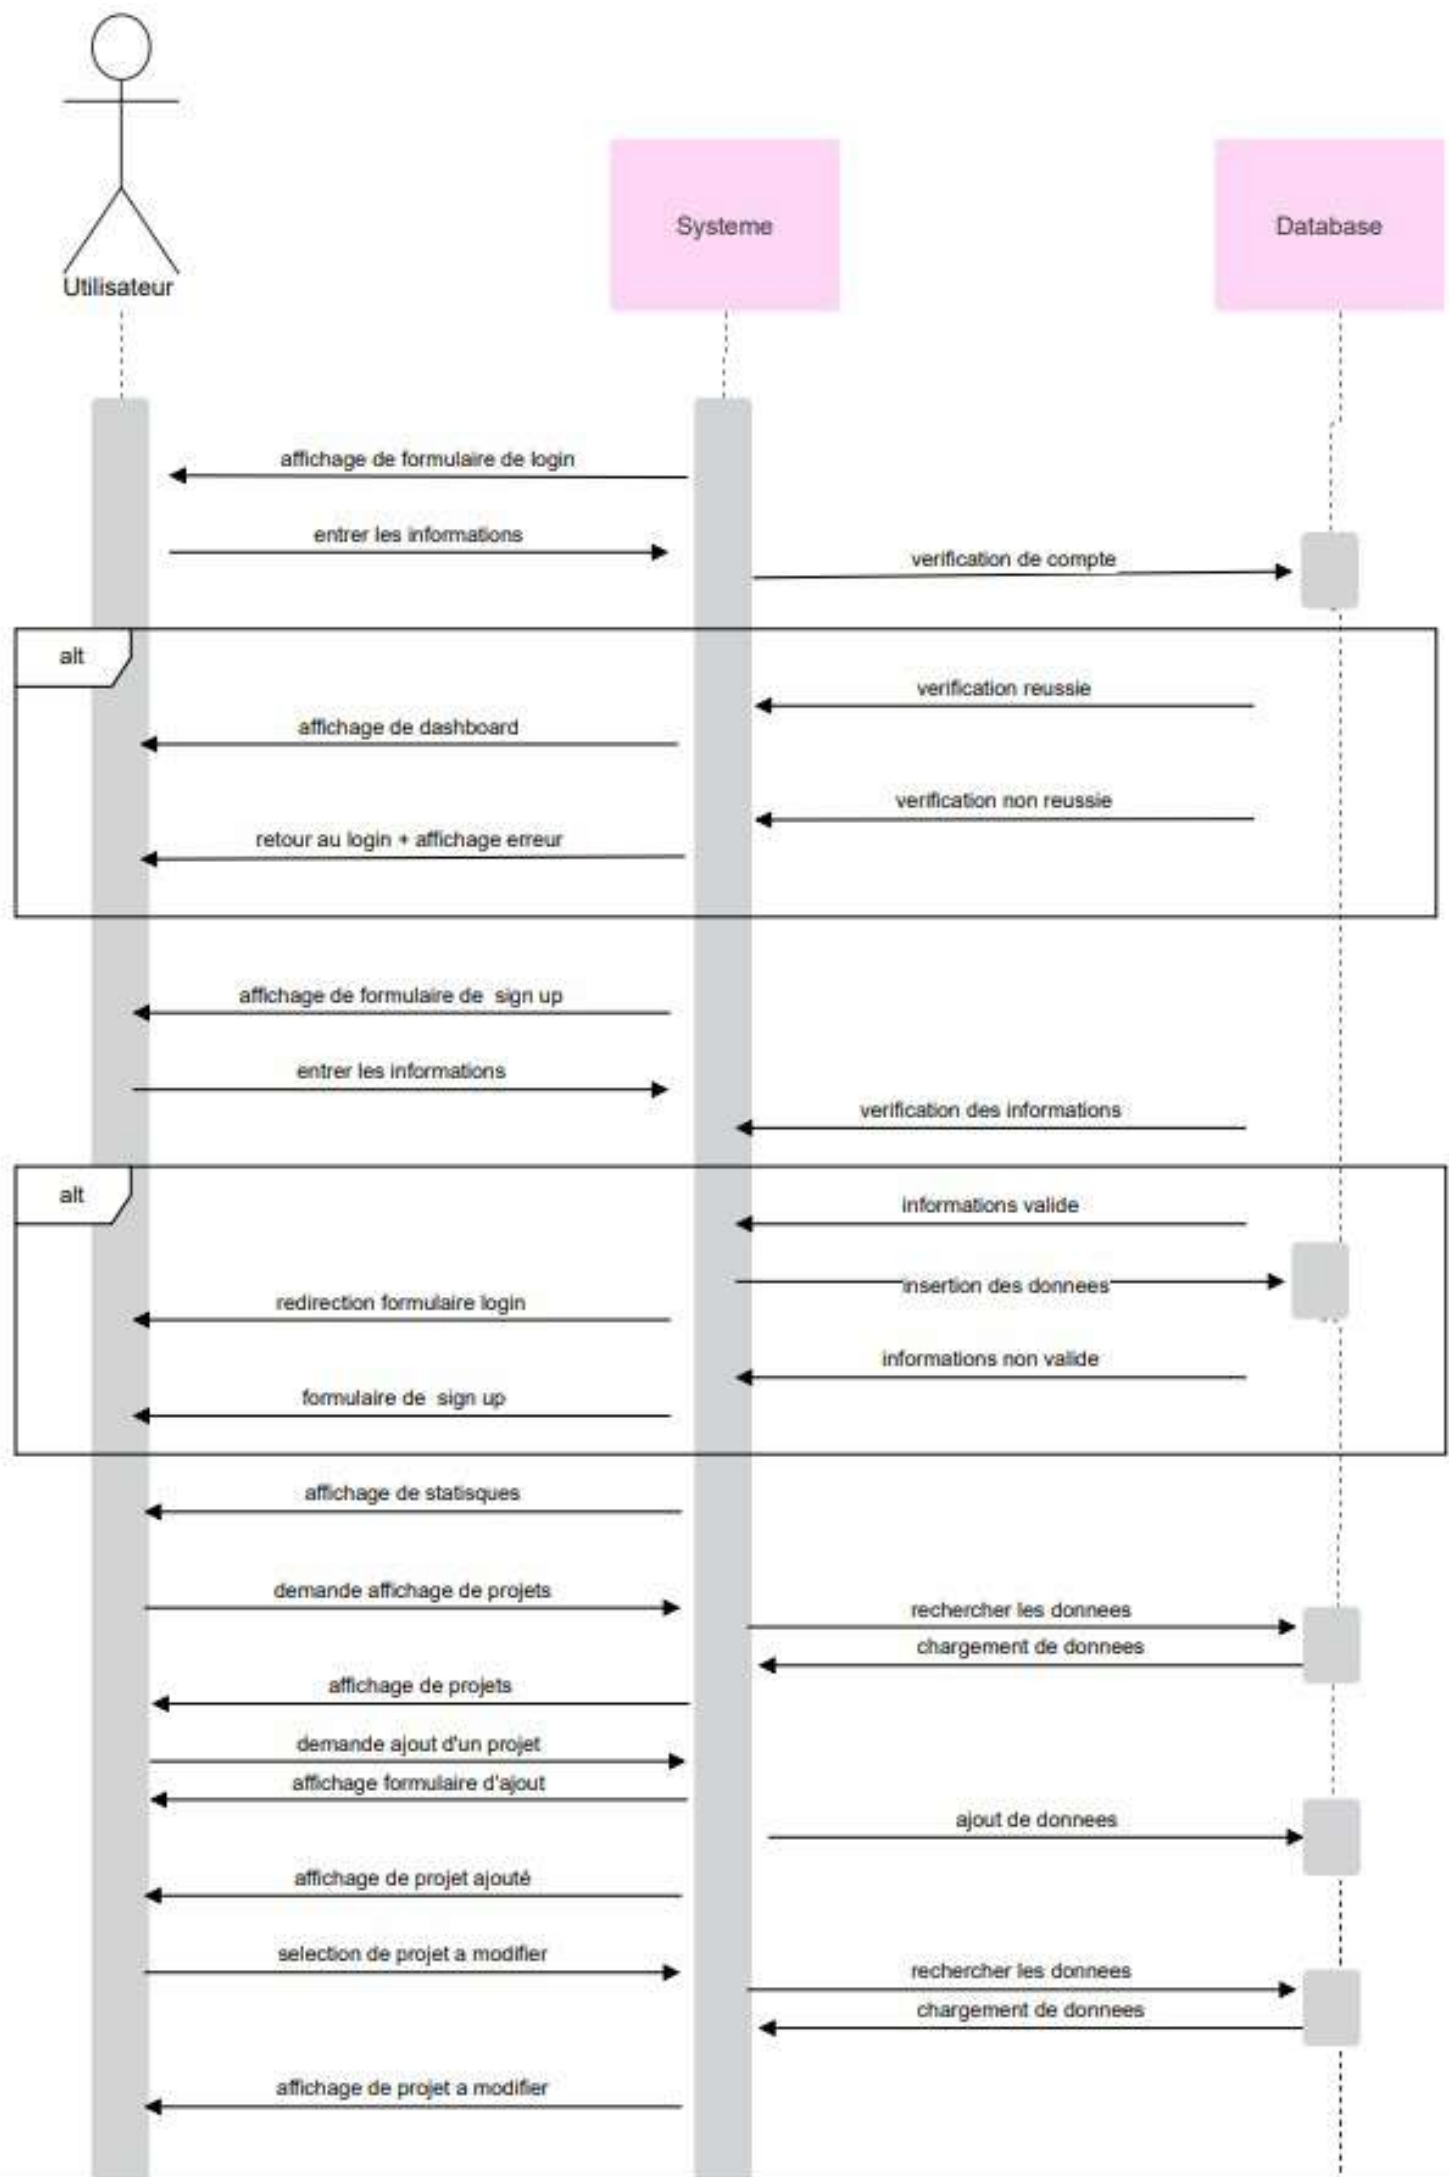 Utilisateur
Systeme
Database
affichage de formulaire de login
entrer les informations
verification de compte
alt
verification reussie
affichage de dashboard
verification non reussie
retour au login + affichage erreur
affichage de formulaire de sign up
entrer les informations
verification des informations
alt
informations valide
insertion des donnees
redirection formulaire login
informations non valide
formulaire de sign up
affichage de statisques
demande affichage de projets
rechercher les donnees
chargement de donnees
affichage de projets
demande ajout d'un projet
affichage formulaire d'ajout
ajout de donnees
affichage de projet ajouté
selection de projet a modifier
rechercher les donnees
chargement de donnees
affichage de projet a modifier